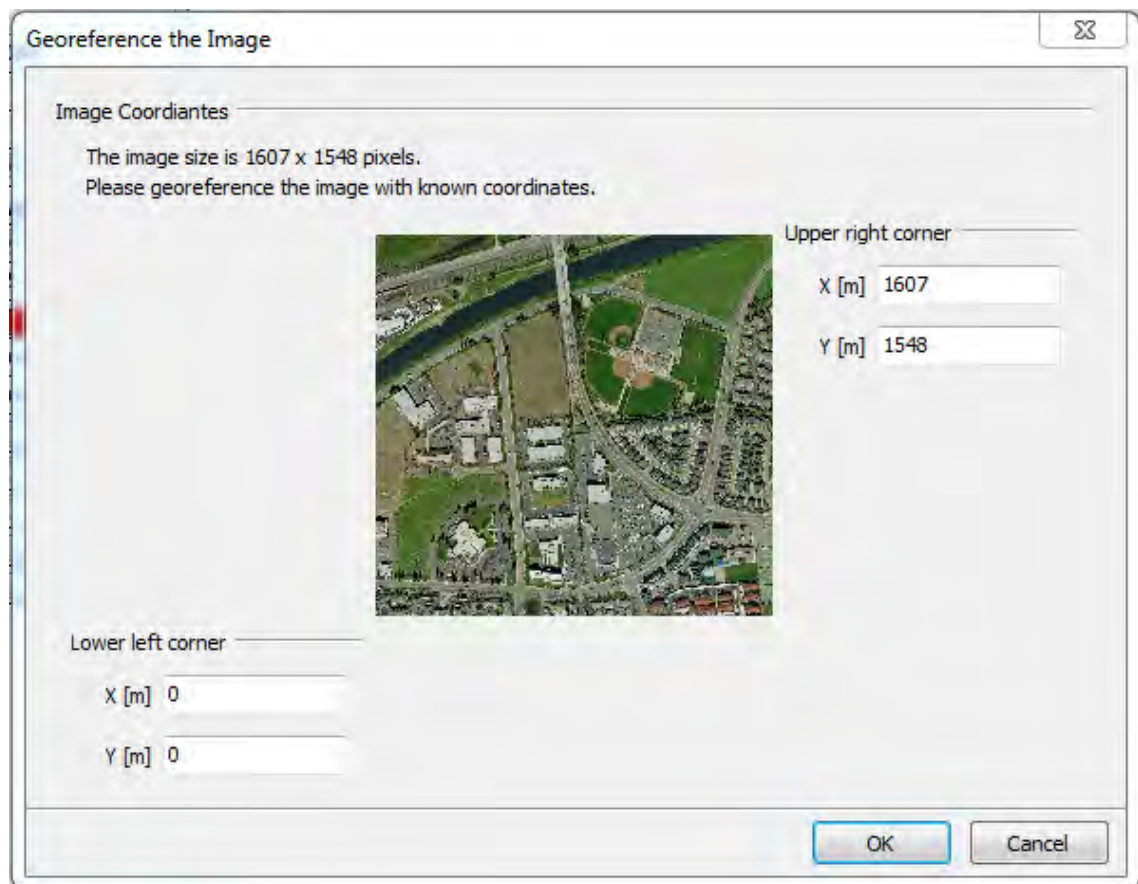 Georeference the Image
Image Coordiantes
The image size is 1607 x 1548 pixels.
Please georeference the image with known coordinates.
Upper right corner
X [m] 1607
Y [m] 1548
Lower left corner
X [m] 0
Y [m] 0
OK Cancel